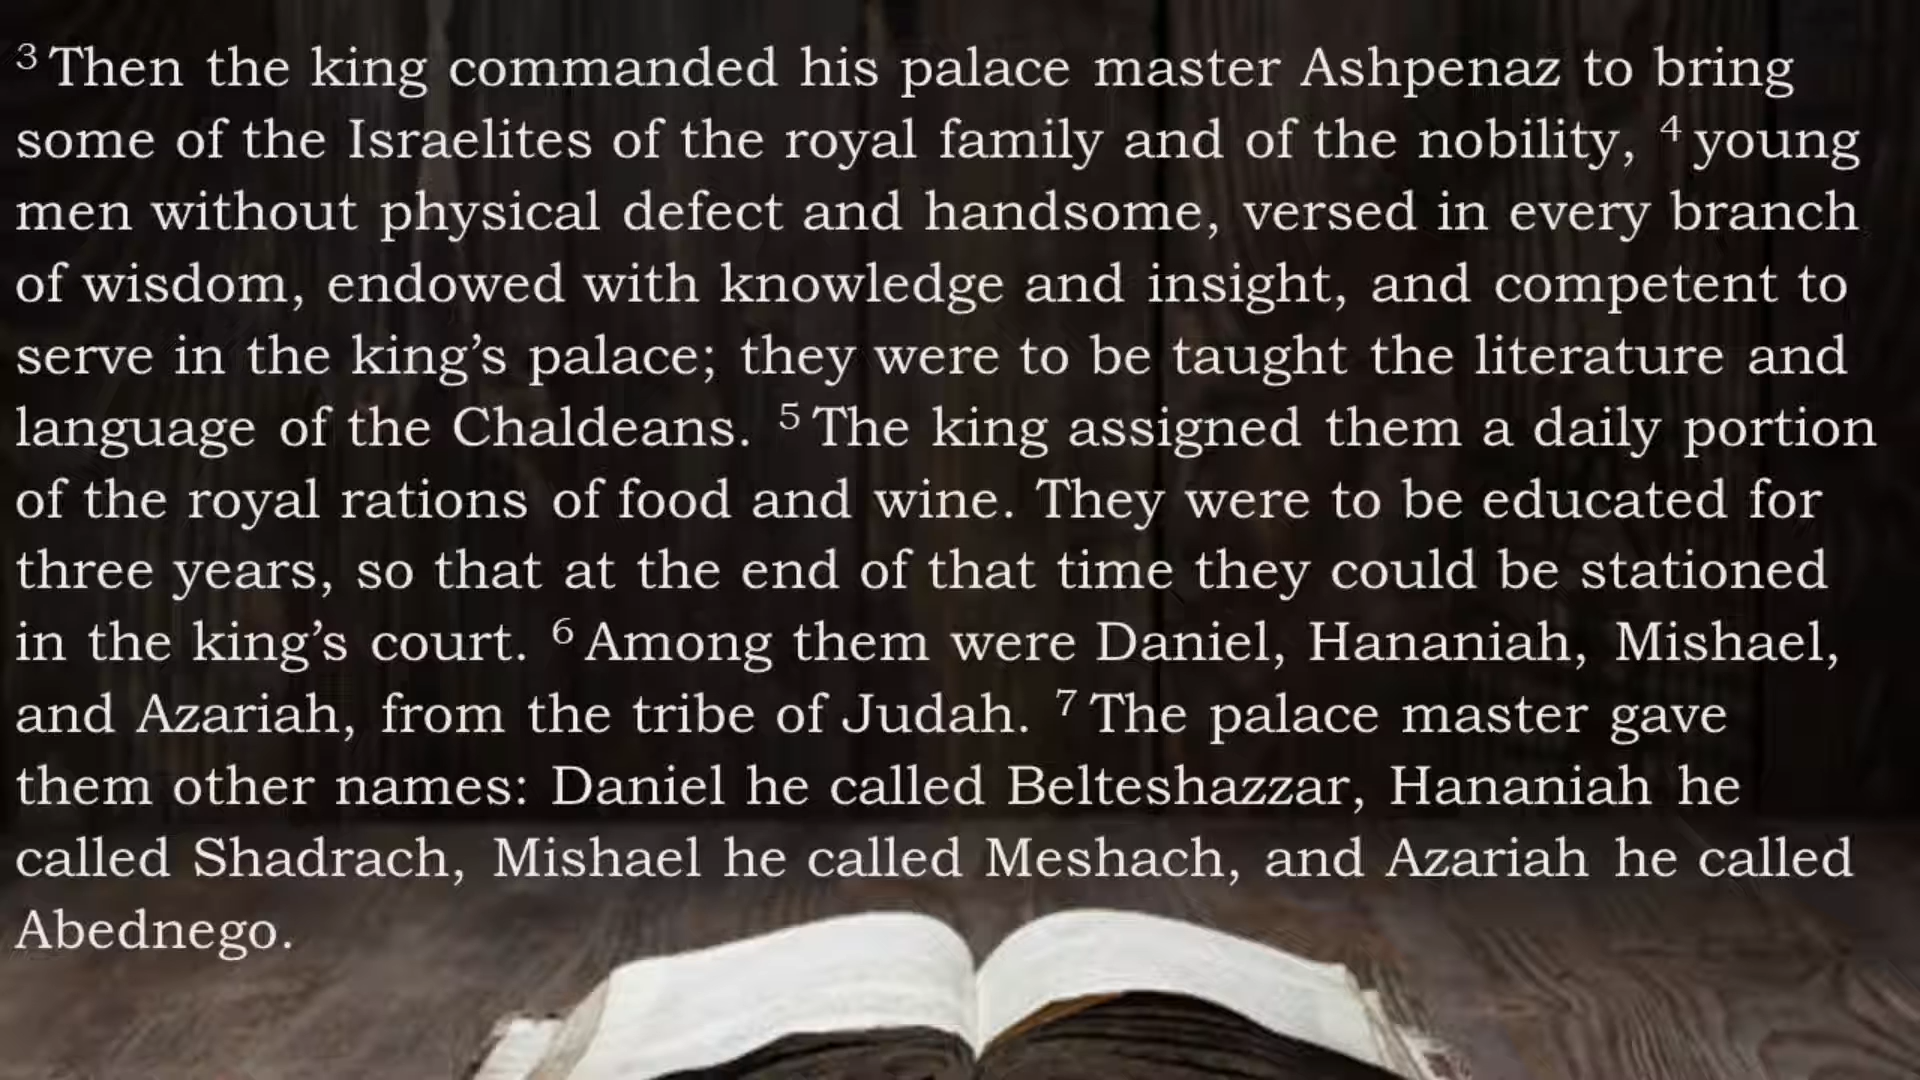 3 Then the king commanded his palace master Ashpenaz to bring
some of the Israelites of the royal family and of the nobility, 4 young
men without physical defect and handsome, versed in every branch
of wisdom, endowed with knowledge and insight, and competent to
serve in the king’s palace; they were to be taught the literature and
language of the Chaldeans. 5 The king assigned them a daily portion
of the royal rations of food and wine. They were to be educated for
three years, so that at the end of that time they could be stationed
in the king’s court. 6 Among them were Daniel, Hananiah, Mishael,
and Azariah, from the tribe of Judah. 7 The palace master gave
them other names: Daniel he called Belteshazzar, Hananiah he
called Shadrach, Mishael he called Meshach, and Azariah he called
Abednego.